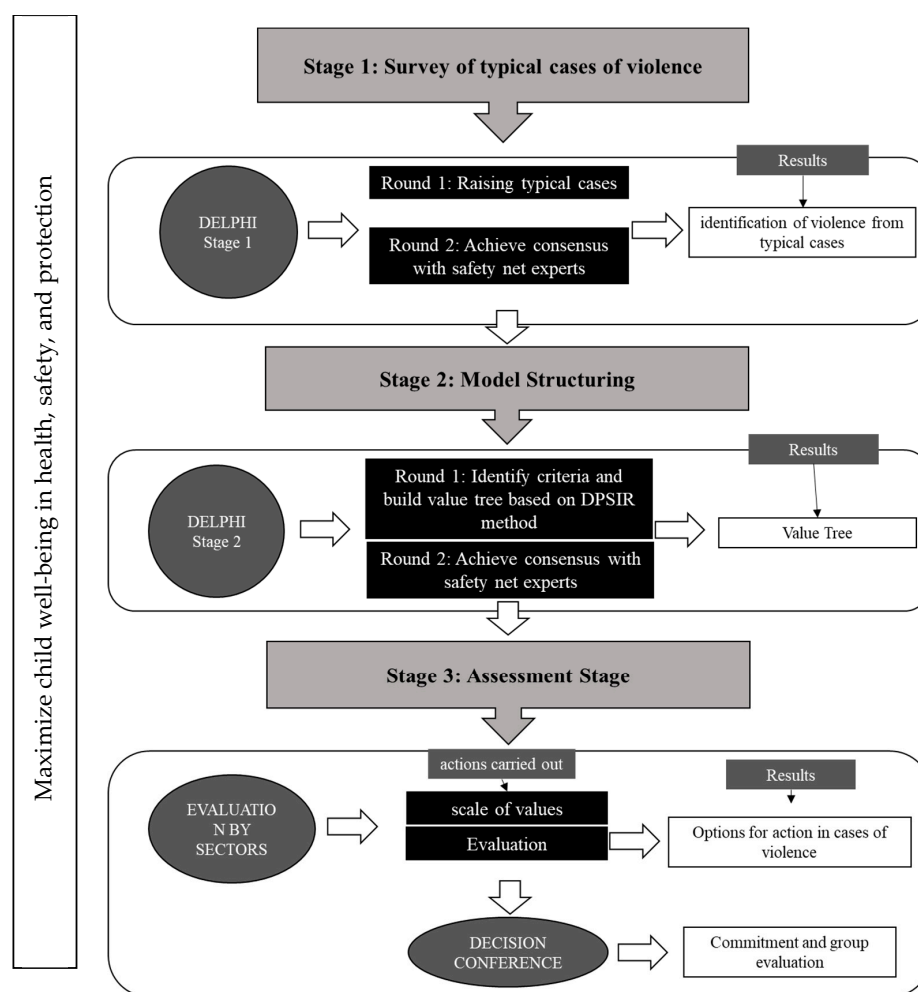 Maximize child well-being in health, safety, and protection
Stage 1: Survey of typical cases of violence
DELPHI
Stage 1
Round 1: Raising typical cases
Round 2: Achieve consensus
with safety net experts
Results
identification of violence from
typical cases
Stage 2: Model Structuring
DELPHI
Stage 2
Round 1: Identify criteria and
build value tree based on DPSIR
method
Round 2: Achieve consensus with
safety net experts
Results
Value Tree
Stage 3: Assessment Stage
EVALUATIO
N BY
SECTORS
actions carried out
scale of values
Evaluation
Results
Options for action in cases of
violence
DECISION
CONFERENCE
Commitment and group
evaluation